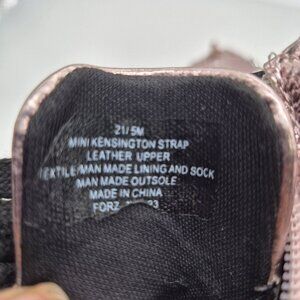 21/5M
MINI KENSINGTON STRAP
LEATHER UPPER
TEXTILE/MAN MADE LINING AND SOCK
MAN MADE OUTSOLE
MADE IN CHINA
FORZ